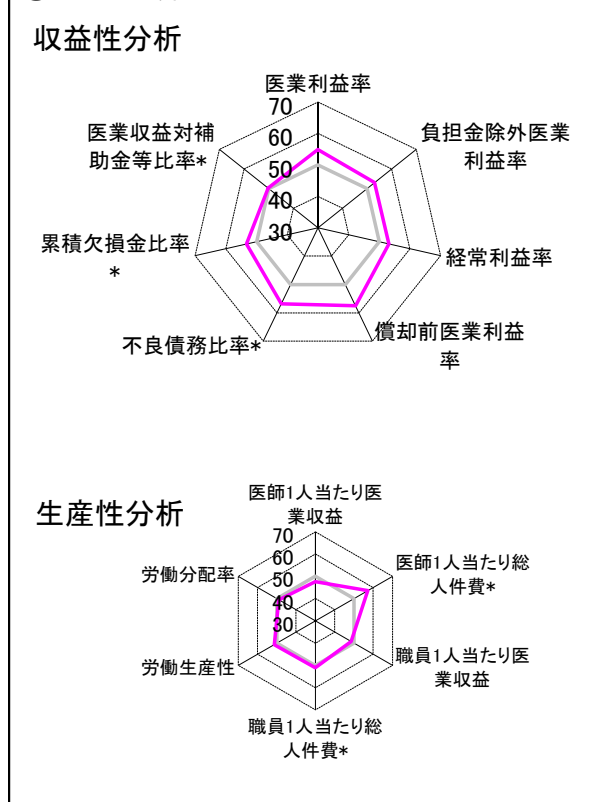 収益性分析
医業利益率
70
60
50
40
30
負担金除外医業
利益率
経常利益率
償却前医業利益
率
不良債務比率*
累積欠損金比率
*
医業収益対補
助金等比率*
生産性分析
医師1人当たり医
業収益
70
60
50
40
30
医師1人当たり総
人件費*
職員1人当たり医
業収益
職員1人当たり総
人件費*
労働生産性
労働分配率